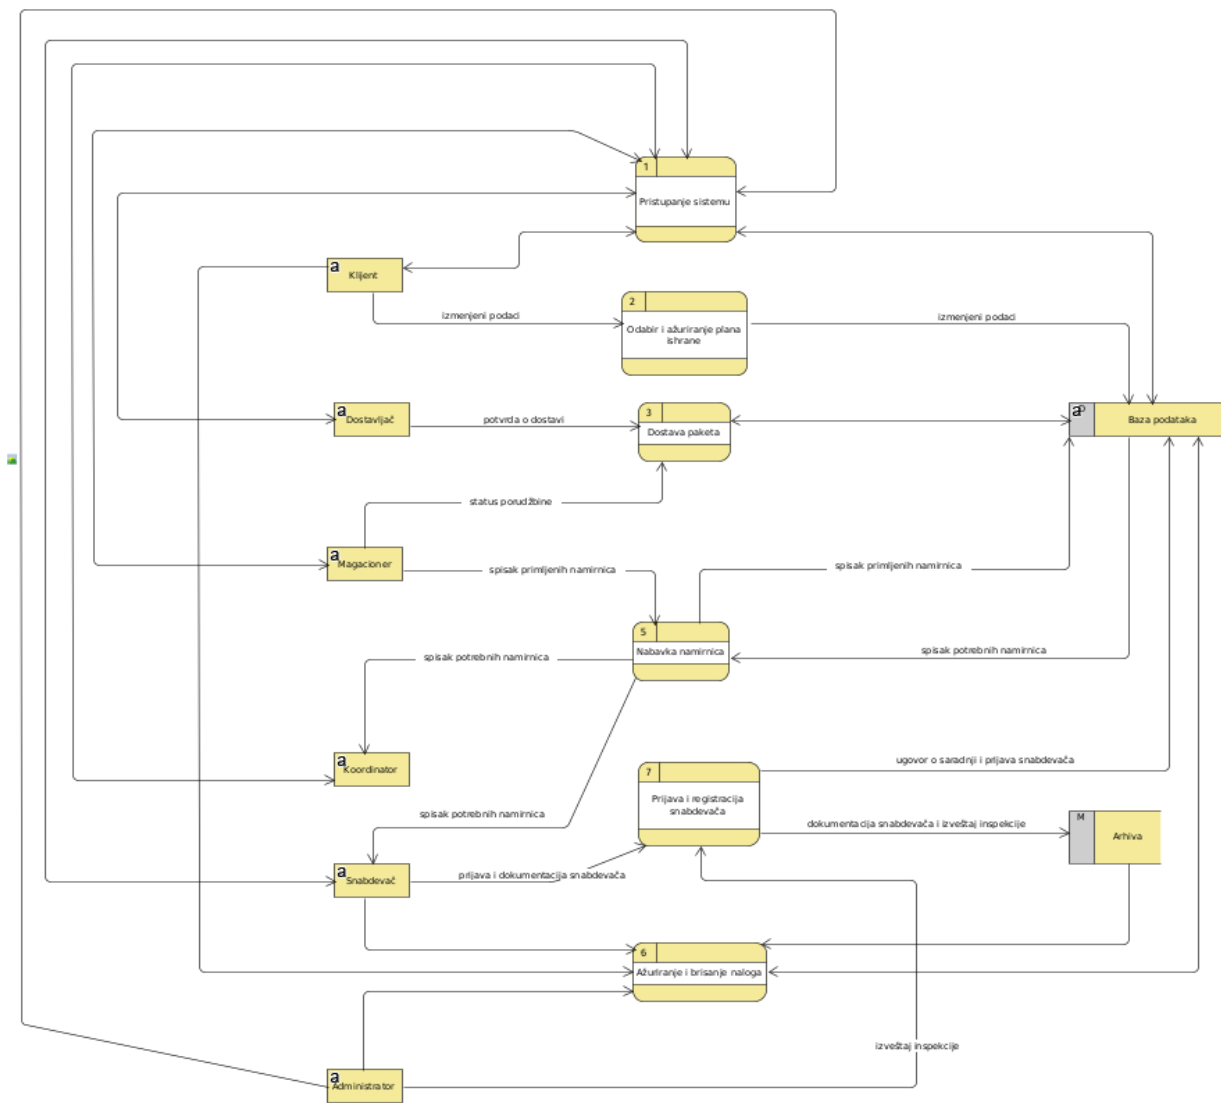 1
Pristupanje sistemu
a
Klijent
2
izmenjeni podaci
Odabir i ažuriranje plana
ishrane
izmenjeni podaci
a
Dostavljač
potvrda o dostavi
3
Dostava paketa
a
D
Baza podataka
status porudžbine
a
Magacioner
spisak primljenih namirnica
spisak primljenih namirnica
5
Nabavka namirnica
spisak potrebnih namirnica
spisak potrebnih namirnica
a
Koordinator
ugovor o saradnji i prijava snabdevača
7
Prijava i registracija
snabdevača
spisak potrebnih namirnica
dokumentacija snabdevača i izveštaj inspekcije
M
Arhiva
a
Snabdevač
prijava i dokumentacija snabdevača
6
Ažuriranje i brisanje naloga
izveštaj inspekcije
a
Administrator